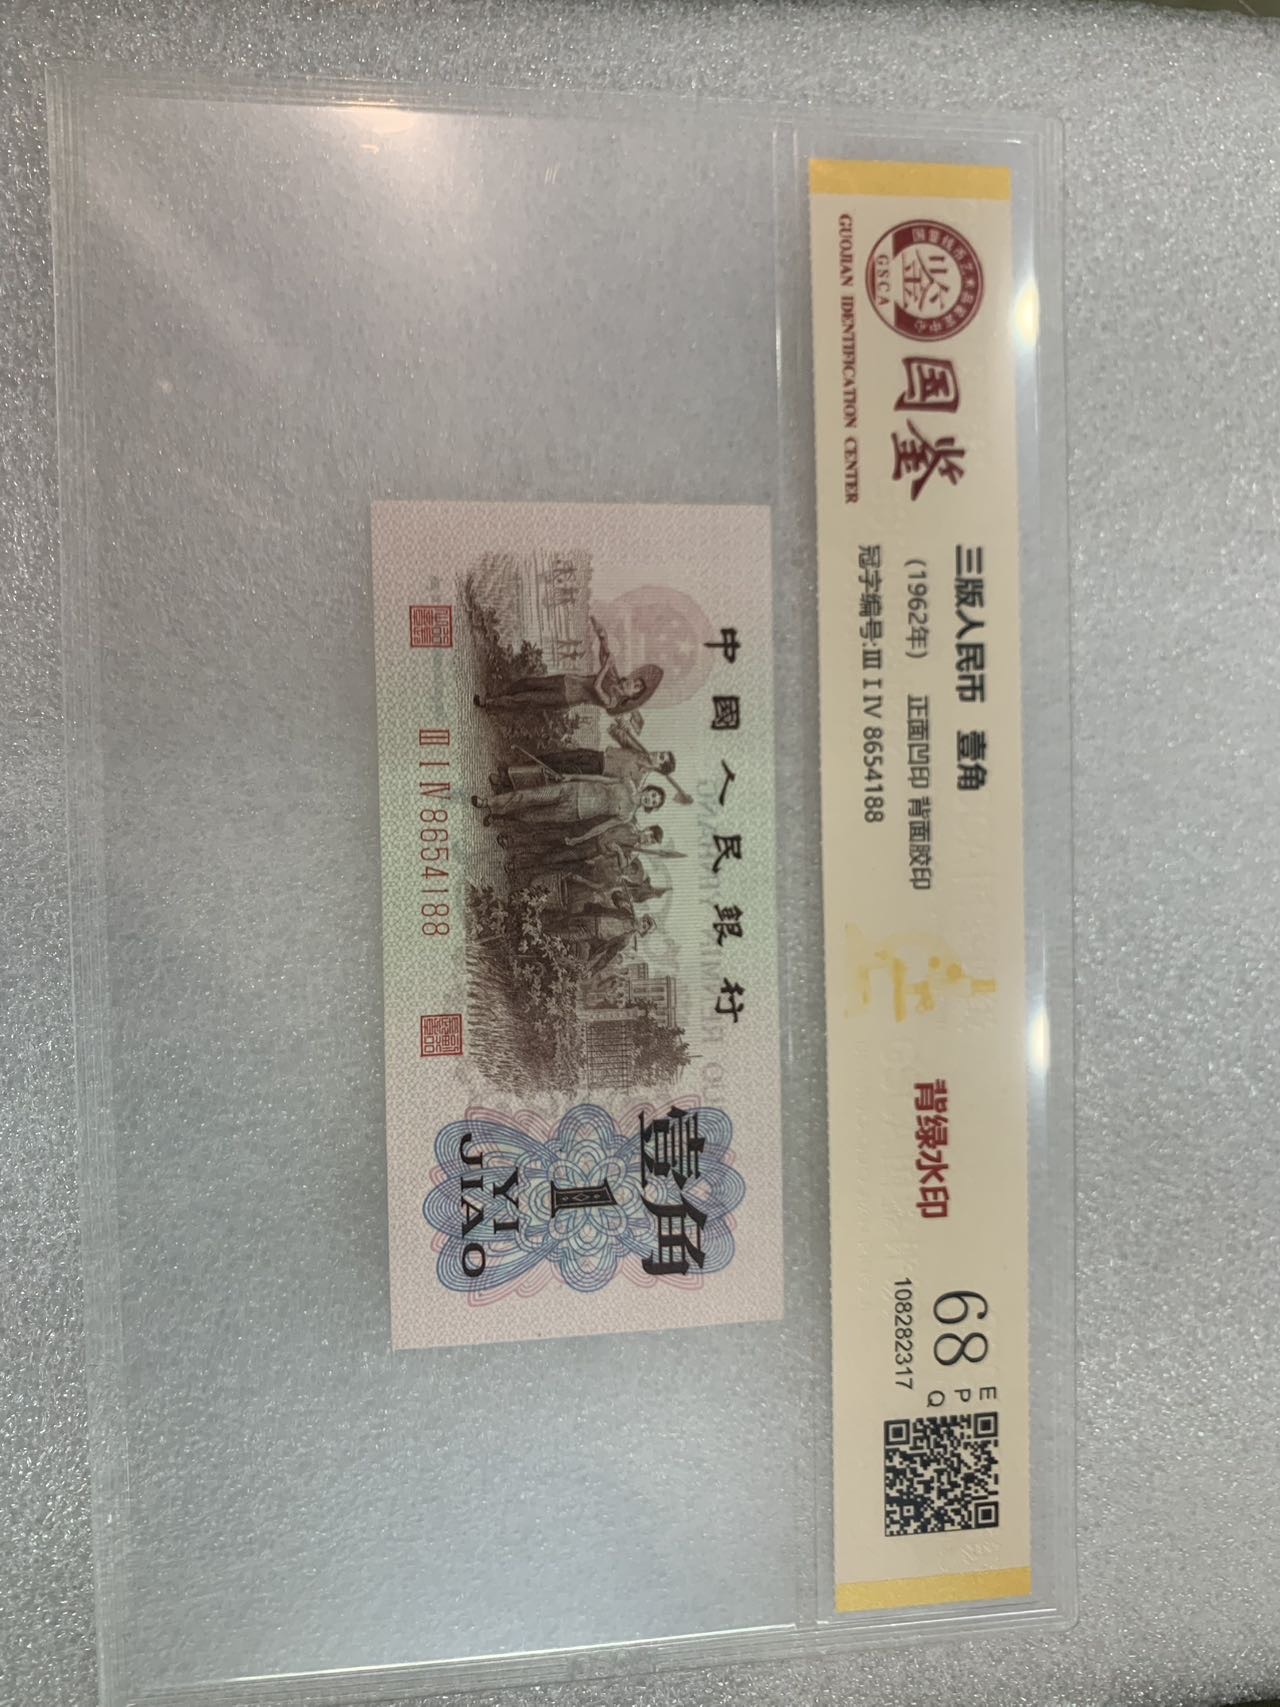 GSCA
鉴
国鉴
GUOJIAN IDENTIFICATION CENTER
三版人民币 壹角
(1962年) 正面凹印 背面胶印
冠字编号:Ⅲ Ⅰ Ⅳ 8654188
背绿水印
68 EPQ
108282317
中國人民銀行
壹角
1
YI
JIAO
Ⅲ Ⅰ Ⅳ 8654188